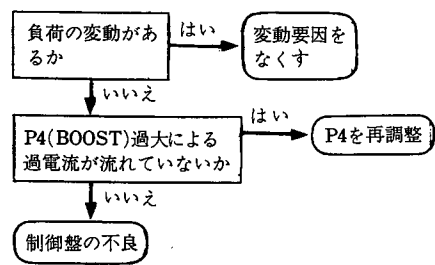 負荷の変動があ
るか
はい
変動要因を
なくす
いいえ
P4(BOOST)過大による
過電流が流れていないか
はい
P4を再調整
いいえ
制御盤の不良